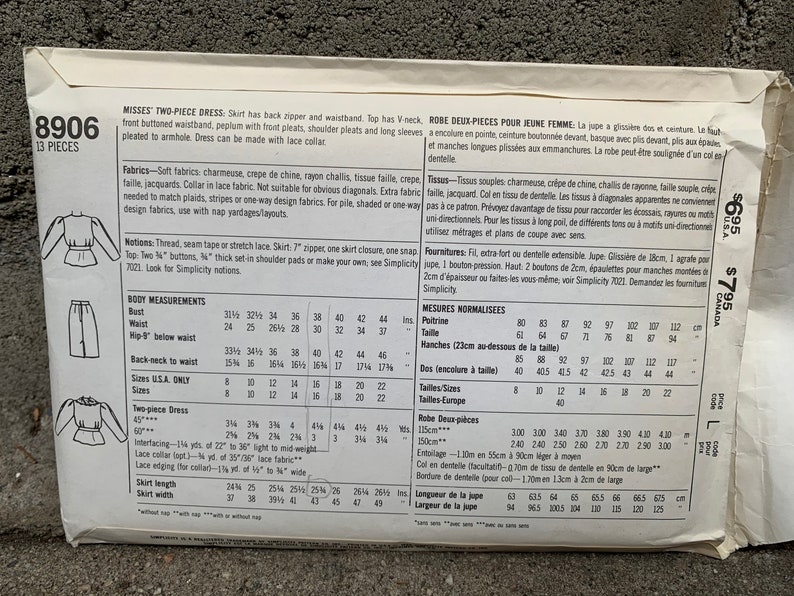 8906
13 PIECES
MISSES' TWO-PIECE DRESS: Skirt has back zipper and waistband. Top has V-neck,
front buttoned waistband, peplum with front pleats, shoulder pleats and long sleeves
pleated to armhole. Dress can be made with lace collar.
Fabrics—Soft fabrics: charmeuse, crepe de chine, rayon challis, tissue faille, crepe,
faille, jacquards. Collar in lace fabric. Not suitable for obvious diagonals. Extra fabric
needed to match plaids, stripes or one-way design fabrics. For pile, shaded or one-way
design fabrics, use with nap yardages/layouts.
Notions: Thread, seam tape or stretch lace. Skirt: 7" zipper, one skirt closure, one snap.
Top: Two ¾" buttons, ¾" thick set-in shoulder pads or make your own; see Simplicity
7021. Look for Simplicity notions.
BODY MEASUREMENTS
Bust 31½ 32½ 34 36 38 40 42 44 Ins.
Waist 24 25 26½ 28 30 32 34 37 "
Hip-9" below waist
33½ 34½ 36 38 40 42 44 46 "
Back-neck to waist 15¾ 16 16¼ 16½ 16¾ 17 17¼ 17⅜ "
Sizes U.S.A. ONLY 8 10 12 14 16 18 20 22
Sizes 8 10 12 14 16 18 20 22
Two-piece Dress
45"*** 3¼ 3⅜ 3¾ 4 4⅛ 4¼ 4½ 4½ Yds.
60"** 2⅝ 2⅝ 2¾ 2¾ 3 3 3¼ 3¼ "
Interfacing—1¼ yds. of 22" to 36" light to mid-weight
Lace collar (opt.)—¾ yd. of 35"/36" lace fabric**
Lace edging (for collar)—1⅞ yd. of ½" to ¾" wide
Skirt length 24¾ 25 25¼ 25½ 25¾ 26 26¼ 26½ Ins.
Skirt width 37 38 39½ 41 43 45 47 49 "
*without nap **with nap ***with or without nap
ROBE DEUX-PIECES POUR JEUNE FEMME: La jupe a glissière dos et ceinture. Le haut
a encolure en pointe, ceinture boutonnée devant, basque avec plis devant, plis aux épaules
et manches longues plissées aux emmanchures. La robe peut-être soulignée d'un col en
dentelle.
Tissus—Tissus souples: charmeuse, crêpe de chine, challis de rayonne, faille souple, crêpe,
faille, jacquard. Col en tissu de dentelle. Les tissus à diagonales apparentes ne conviennent
pas à ce patron. Prévoyez davantage de tissu pour raccorder les écossais, rayures ou motifs
uni-directionnels. Pour les tissus à long poil, de différents tons ou à motifs uni-directionnels
utilisez métrages et plans de coupe avec sens.
Fournitures: Fil, extra-fort ou dentelle extensible. Jupe: Glissière de 18cm, 1 agrafe pour
jupe, 1 bouton-pression. Haut: 2 boutons de 2cm, épaulettes pour manches montées de
2cm d'épaisseur ou faites-les vous-même; voir Simplicity 7021. Demandez les fournitures
Simplicity.
MESURES NORMALISEES
Poitrine 80 83 87 92 97 102 107 112 cm
Taille 61 64 67 71 76 81 87 94 "
Hanches (23cm au-dessous de la taille)
85 88 92 97 102 107 112 117 "
Dos (encolure à taille) 40 40.5 41.5 42 42.5 43 44 44 "
Tailles/Sizes 8 10 12 14 16 18 20 22
Tailles-Europe 40
Robe Deux-pièces
115cm*** 3.00 3.00 3.40 3.70 3.80 3.90 4.10 4.10 m
150cm** 2.40 2.40 2.50 2.60 2.70 2.70 2.90 3.00 "
Entoilage—1.10m en 55cm à 90cm léger à moyen
Col en dentelle (facultatif)—0.70m de tissu de dentelle en 90cm de large**
Bordure de dentelle (pour col)—1.70m en 1.3cm à 2cm de large
Longueur de la jupe 63 63.5 64 65 65.5 66 66.5 67.5 cm
Largeur de la jupe 94 96.5 100.5 104 110 115 120 125 "
*sans sens **avec sens ***avec ou sans sens
$6.95
U.S.A.
$7.95
CANADA
price
code
L
code
pour
prix